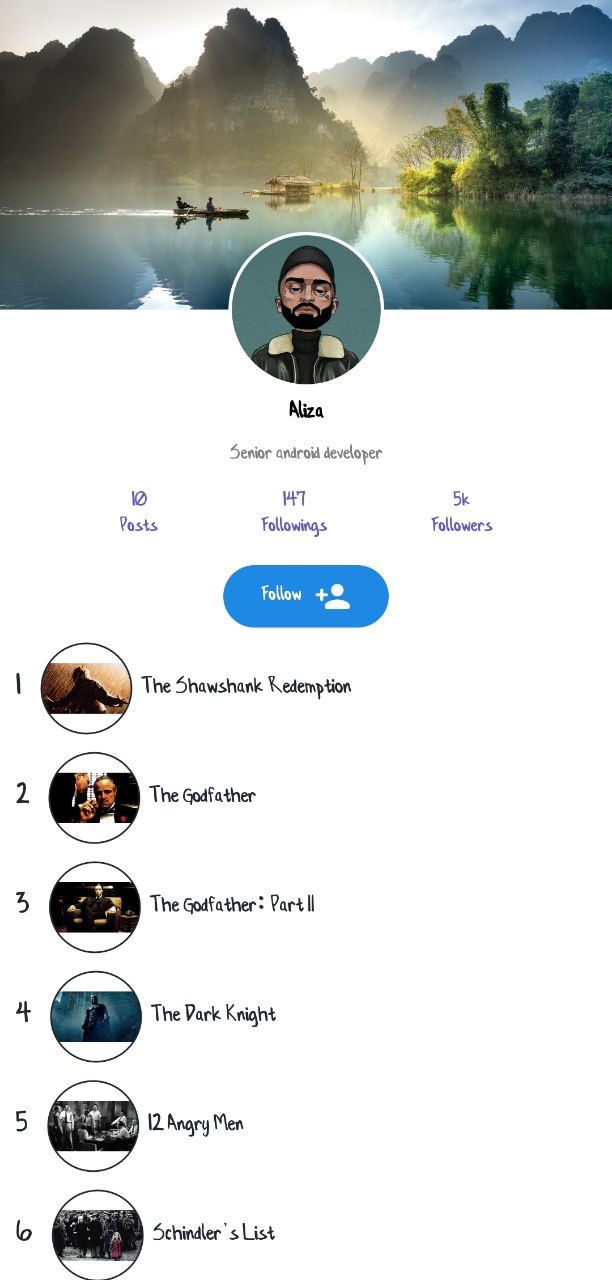 Aliza
Senior android developer
10 147 5k
Posts Followings Followers
Follow
1 The Shawshank Redemption
2 The Godfather
3 The Godfather: Part II
4 The Dark Knight
5 12 Angry Men
6 Schindler's List